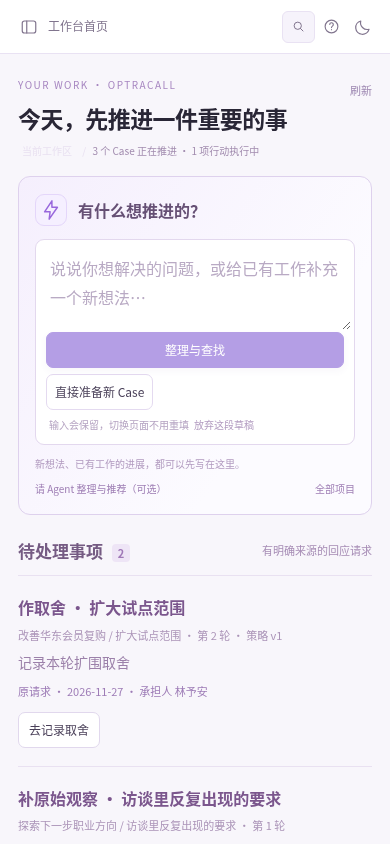 工作台首页
YOUR WORK · OPTRACALL
刷新
今天，先推进一件重要的事
当前工作区 / 3 个 Case 正在推进 · 1 项行动执行中
有什么想推进的？
说说你想解决的问题，或给已有工作补充
一个新想法…
整理与查找
直接准备新 Case
输入会保留，切换页面不用重填 放弃这段草稿
新想法、已有工作的进展，都可以先写在这里。
请 Agent 整理与推荐（可选） 全部项目
待处理事项 2 有明确来源的回应请求
作取舍 · 扩大试点范围
改善华东会员复购 / 扩大试点范围 · 第 2 轮 · 策略 v1
记录本轮扩围取舍
原请求 · 2026-11-27 · 承担人 林予安
去记录取舍
补原始观察 · 访谈里反复出现的要求
探索下一步职业方向 / 访谈里反复出现的要求 · 第 1 轮